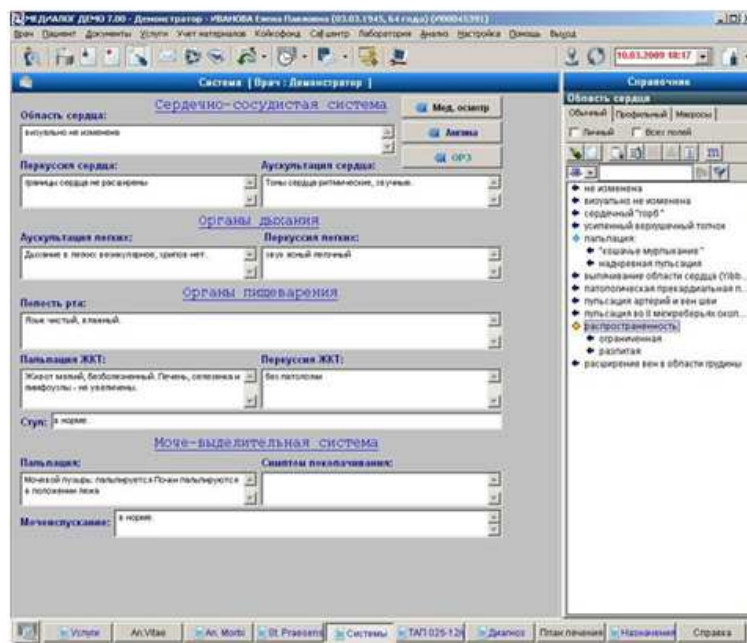 МЕДИАЛОГ ДЕМО 7.00 - Демонстратор - ИВАНОВА Елена Павловна (03.03.1945, 64 года)
Врач Пациент Документы Услуги Учет материалов Койкофонд Call центр Лаборатория Анализ Настройка Помощь Выход
10.03.2009 18:17
Система [ Врач : Демонстратор ]
Справочник
Область сердца
Обычный Профильный Макросы
Личный Всех полей
Сердечно-сосудистая система
Мед. осмотр
Область сердца:
визуально не изменена
Ангина
ОРЗ
Перкуссия сердца: Аускультация сердца:
границы сердца не расширены
Тоны сердца ритмические, звучные.
Органы дыхания
Аускультация легких: Перкуссия легких:
Дыхание в легких везикулярное, хрипов нет.
звук ясный легочный
Органы пищеварения
Полость рта:
Язык чистый, влажный.
Пальпация ЖКТ: Перкуссия ЖКТ:
Живот мягкий, безболезненный. Печень, селезенка и
лимфоузлы - не увеличены.
без патологии
Стул: в норме.
Моче-выделительная система
Пальпация: Симптом поколачивания:
Мочевой пузырь: пальпируется Почки пальпируются
в положении лежа
Мочеиспускание: в норме.
не изменена
визуально не изменена
сердечный "горб"
усиленный верхушечный толчок
пальпация:
"кошачье мурлыкание"
надчревная пульсация
выпячивание области сердца
патологическая прекардиальная п...
пульсация артерий и вен шеи
пульсация во II межреберьях окол...
распространенность:
ограниченная
разлитая
расширение вен в области грудины
Услуги An.Vitae An. Morbi St. Praesens Системы ТАП 025-12/ Диагноз План лечения Назначения Справка